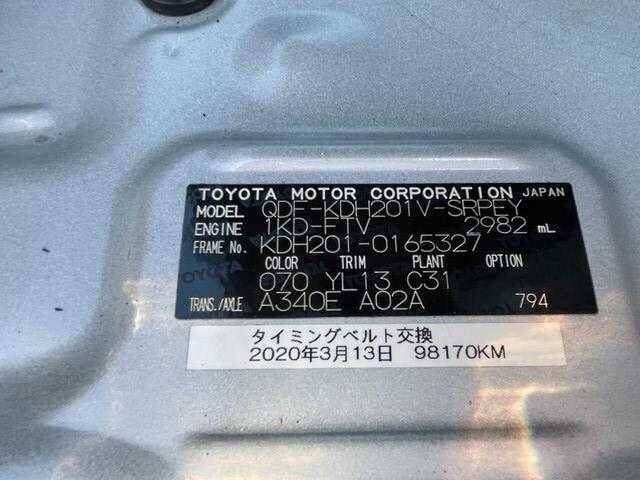 TOYOTA MOTOR CORPORATION JAPAN
MODEL QDF-KDH201V-SRPEY
ENGINE 1KD-FTV 2982 mL
FRAME No. KDH201-0165327
COLOR TRIM PLANT OPTION
070 YL13 C31
TRANS./AXLE A340E A02A 794
タイミングベルト交換
2020年3月13日 98170KM